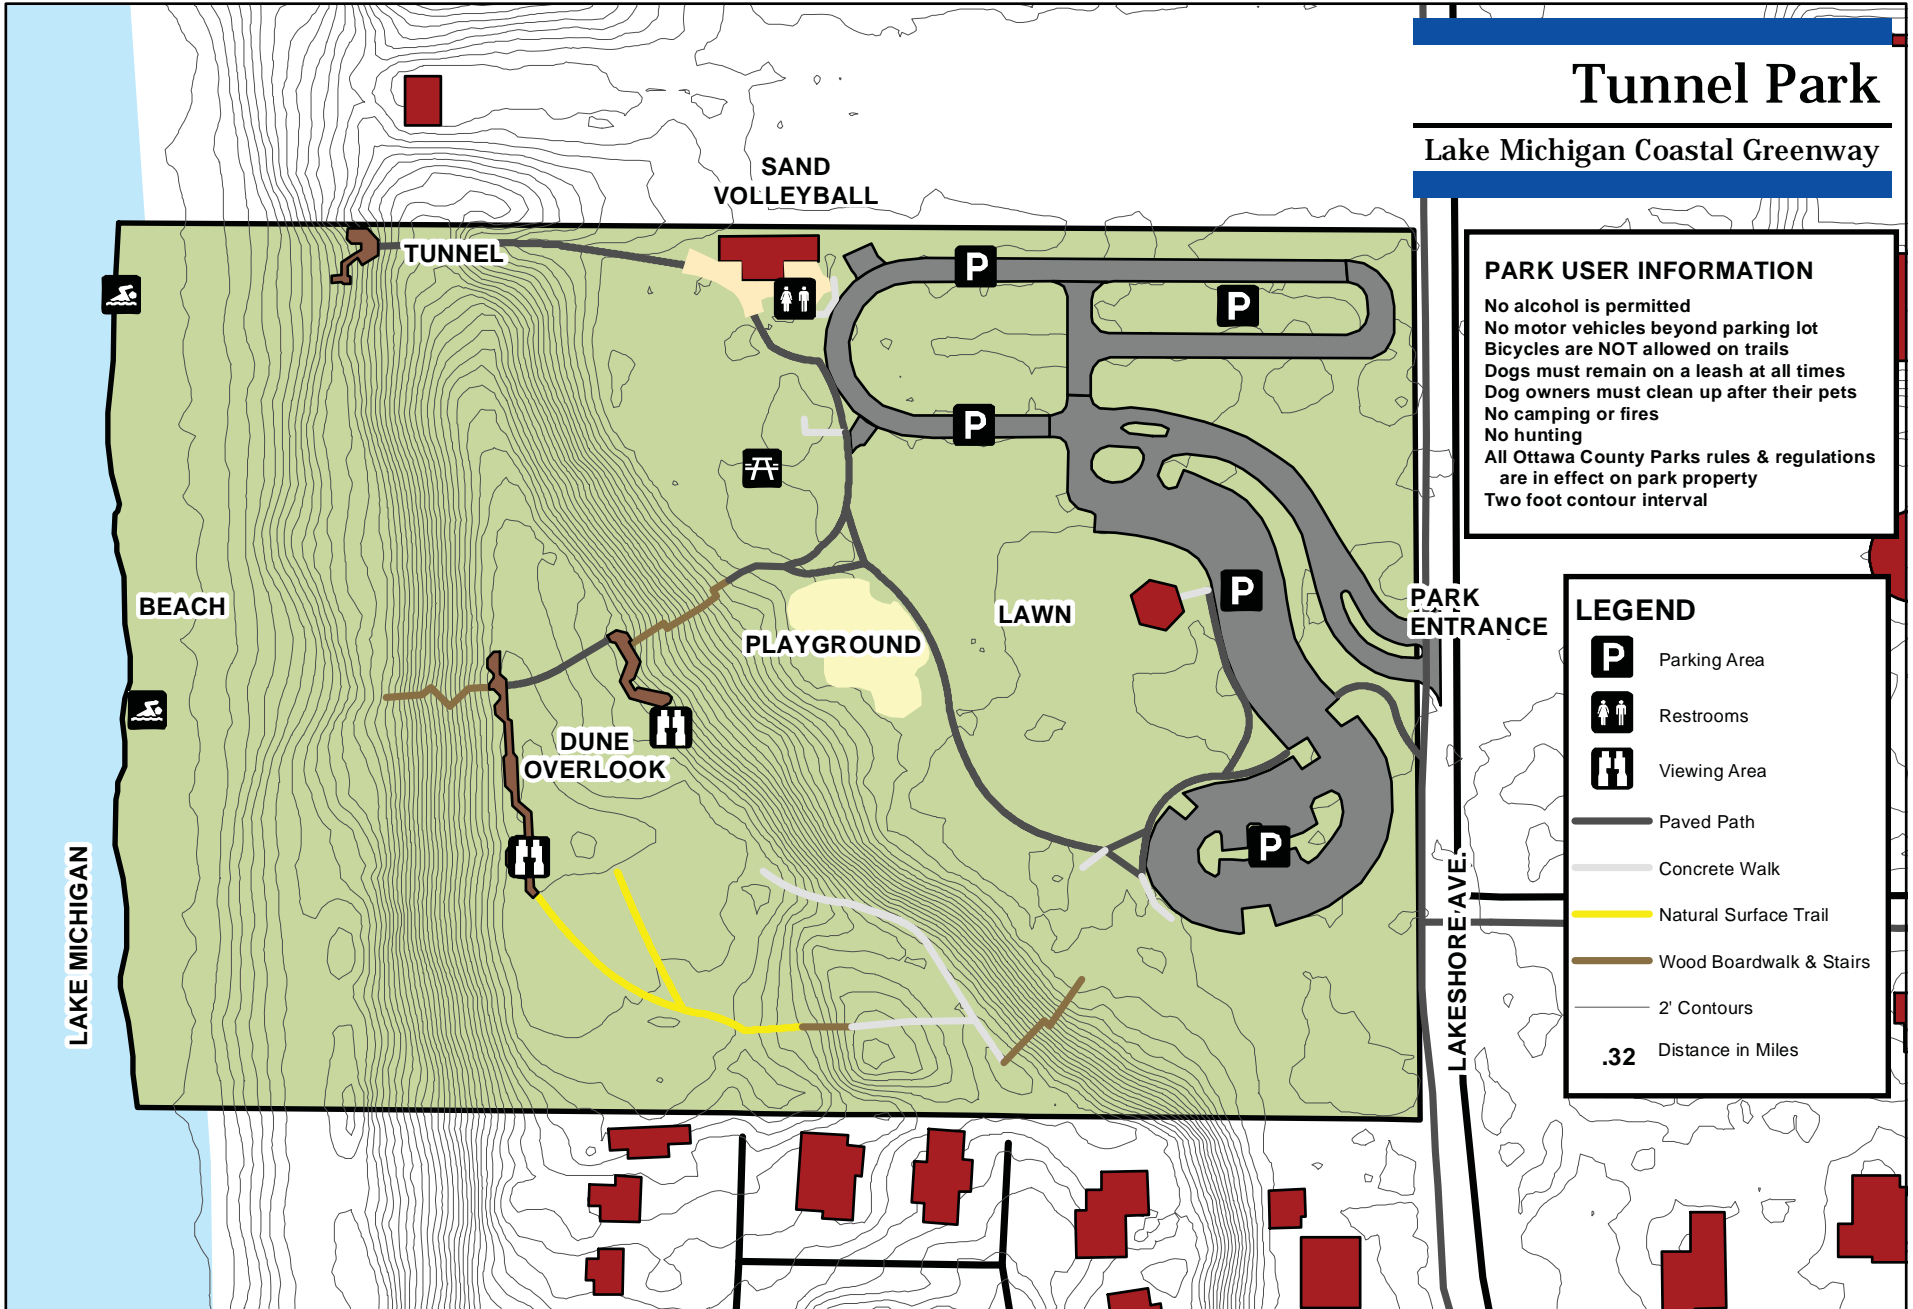 Tunnel Park
Lake Michigan Coastal Greenway
SAND
VOLLEYBALL
TUNNEL
P
P
P
PARK USER INFORMATION
No alcohol is permitted
No motor vehicles beyond parking lot
Bicycles are NOT allowed on trails
Dogs must remain on a leash at all times
Dog owners must clean up after their pets
No camping or fires
No hunting
All Ottawa County Parks rules & regulations
are in effect on park property
Two foot contour interval
BEACH
PLAYGROUND
LAWN
P
PARK
ENTRANCE
DUNE
OVERLOOK
P
LAKE MICHIGAN
LAKESHORE AVE.
LEGEND
P Parking Area
Restrooms
Viewing Area
Paved Path
Concrete Walk
Natural Surface Trail
Wood Boardwalk & Stairs
2' Contours
.32 Distance in Miles